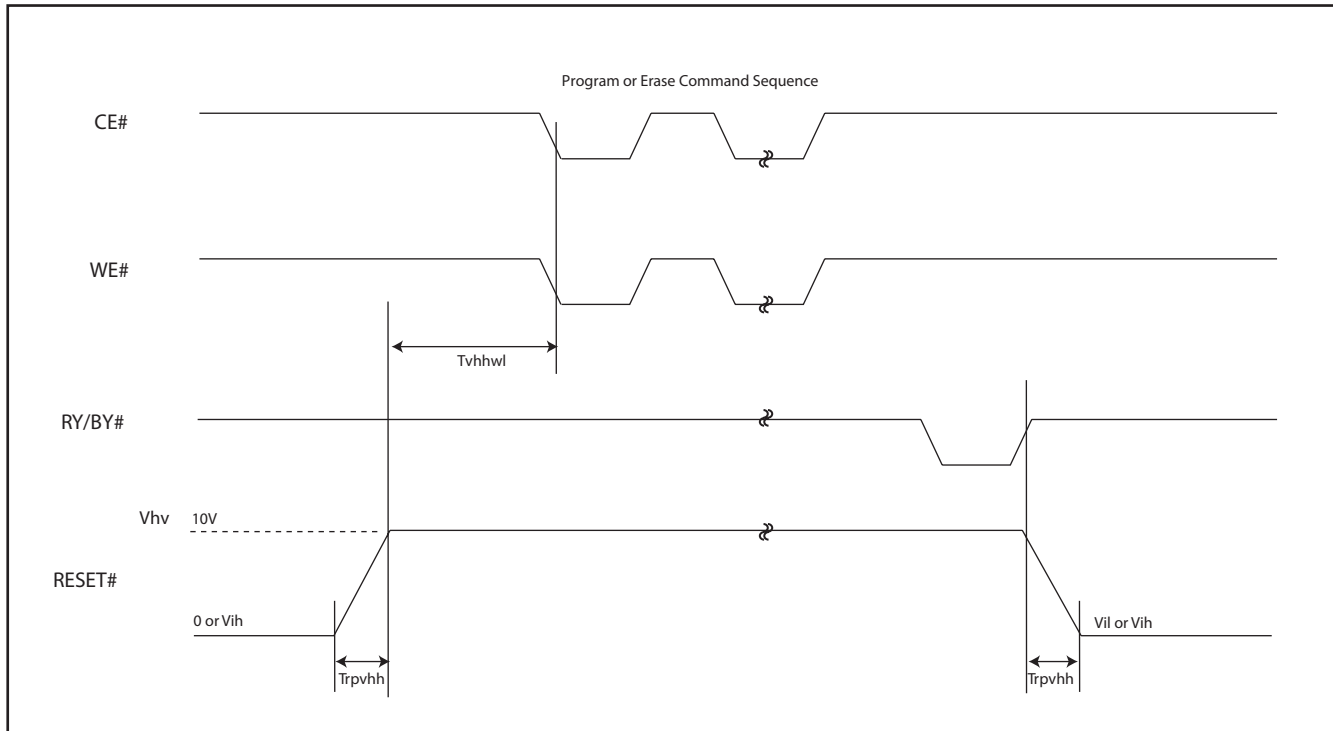 Program or Erase Command Sequence
CE#
WE#
Tvhhwl
RY/BY#
Vhv 10V
RESET#
0 or Vih
Vil or Vih
Trpvhh
Trpvhh